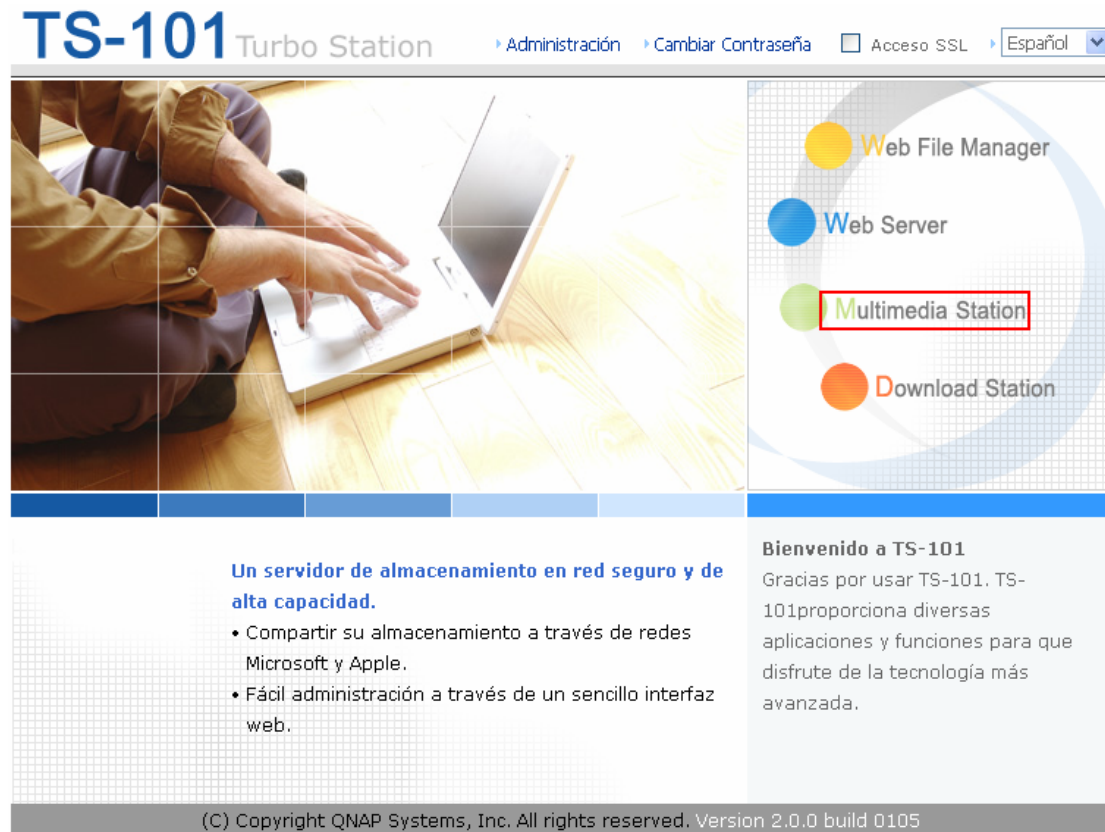 TS-101 Turbo Station
Administración
Cambiar Contraseña
Acceso SSL
Español
Web File Manager
Web Server
Multimedia Station
Download Station
Un servidor de almacenamiento en red seguro y de
alta capacidad.
• Compartir su almacenamiento a través de redes
Microsoft y Apple.
• Fácil administración a través de un sencillo interfaz
web.
Bienvenido a TS-101
Gracias por usar TS-101. TS-
101proporciona diversas
aplicaciones y funciones para que
disfrute de la tecnología más
avanzada.
(C) Copyright QNAP Systems, Inc. All rights reserved. Version 2.0.0 build 0105